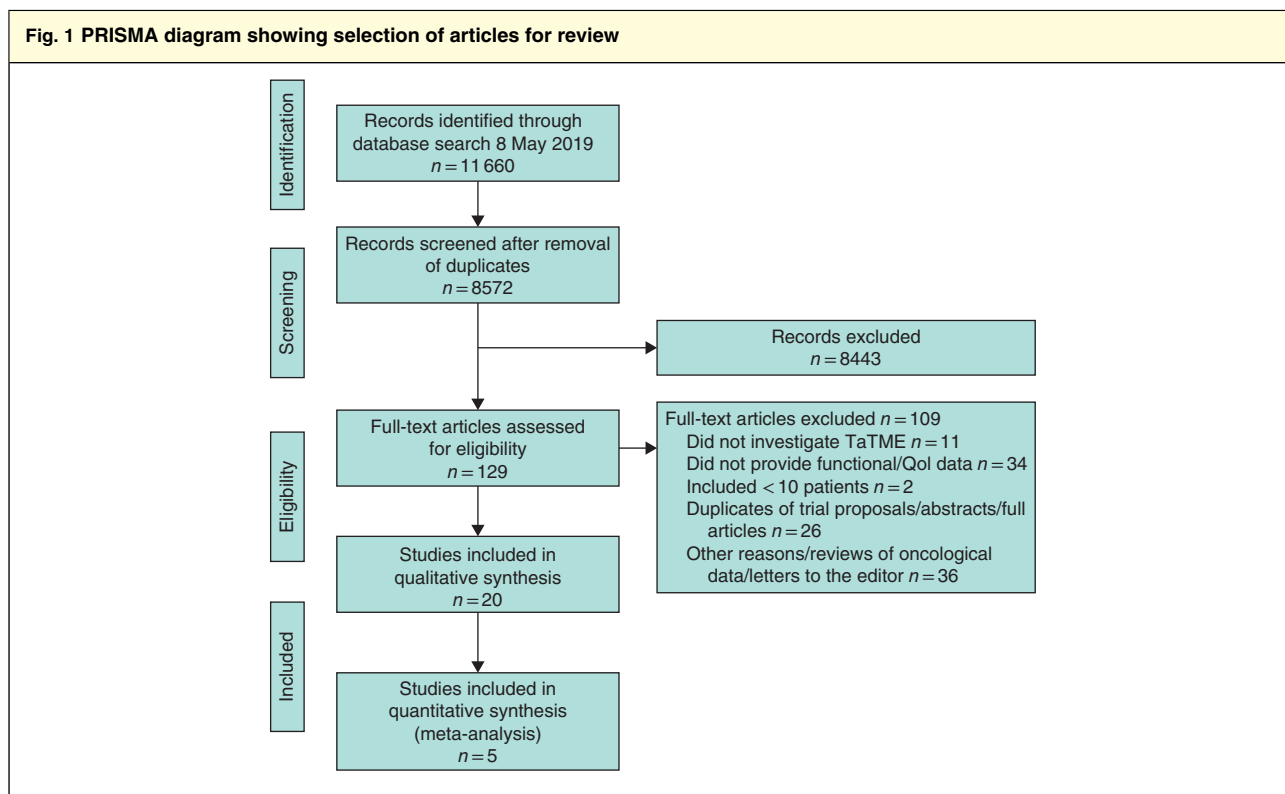 Fig. 1 PRISMA diagram showing selection of articles for review
Identification
Records identified through
database search 8 May 2019
n = 11 660
Screening
Records screened after removal
of duplicates
n = 8572
Records excluded
n = 8443
Eligibility
Full-text articles assessed
for eligibility
n = 129
Full-text articles excluded n = 109
Did not investigate TaTME n = 11
Did not provide functional/Qol data n = 34
Included < 10 patients n = 2
Duplicates of trial proposals/abstracts/full
articles n = 26
Other reasons/reviews of oncological
data/letters to the editor n = 36
Studies included in
qualitative synthesis
n = 20
Included
Studies included in
quantitative synthesis
(meta-analysis)
n = 5